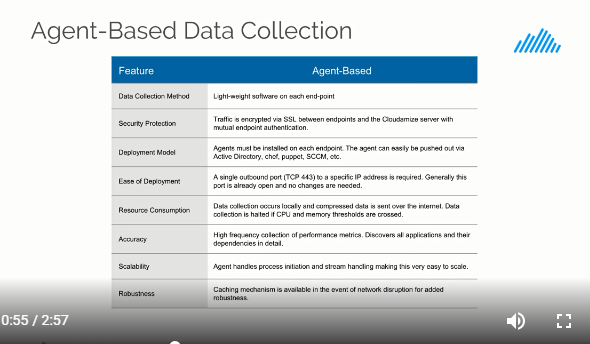 Agent-Based Data Collection
Feature Agent-Based
Data Collection Method Light-weight software on each end-point
Security Protection Traffic is encrypted via SSL between endpoints and the Cloudamize server with
mutual endpoint authentication.
Deployment Model Agents must be installed on each endpoint. The agent can easily be pushed out via
Active Directory, chef, puppet, SCCM, etc.
Ease of Deployment A single outbound port (TCP 443) to a specific IP address is required. Generally this
port is already open and no changes are needed.
Resource Consumption Data collection occurs locally and compressed data is sent over the internet. Data
collection is halted if CPU and memory thresholds are crossed.
Accuracy High frequency collection of performance metrics. Discovers all applications and their
dependencies in detail.
Scalability Agent handles process initiation and stream handling making this very easy to scale.
Robustness Caching mechanism is available in the event of network disruption for added
robustness.
0:55 / 2:57